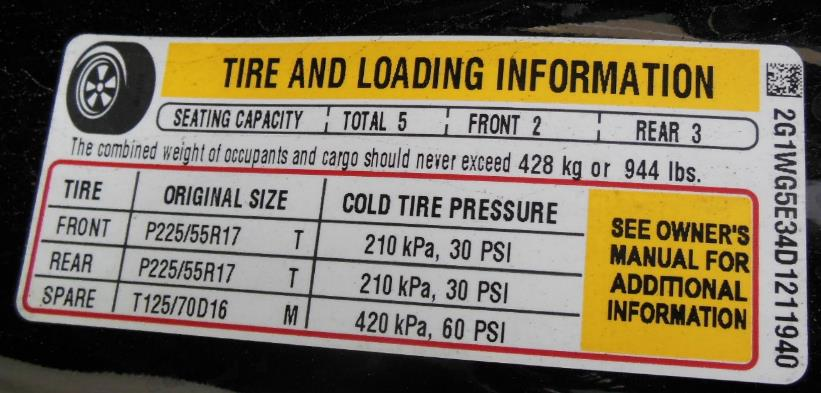 TIRE AND LOADING INFORMATION
SEATING CAPACITY TOTAL 5 FRONT 2 REAR 3
The combined weight of occupants and cargo should never exceed 428 kg or 944 lbs.
TIRE ORIGINAL SIZE COLD TIRE PRESSURE
FRONT P225/55R17 T 210 kPa, 30 PSI
REAR P225/55R17 T 210 kPa, 30 PSI
SPARE T125/70D16 M 420 kPa, 60 PSI
SEE OWNER'S
MANUAL FOR
ADDITIONAL
INFORMATION
2G1WG5E34D1211940